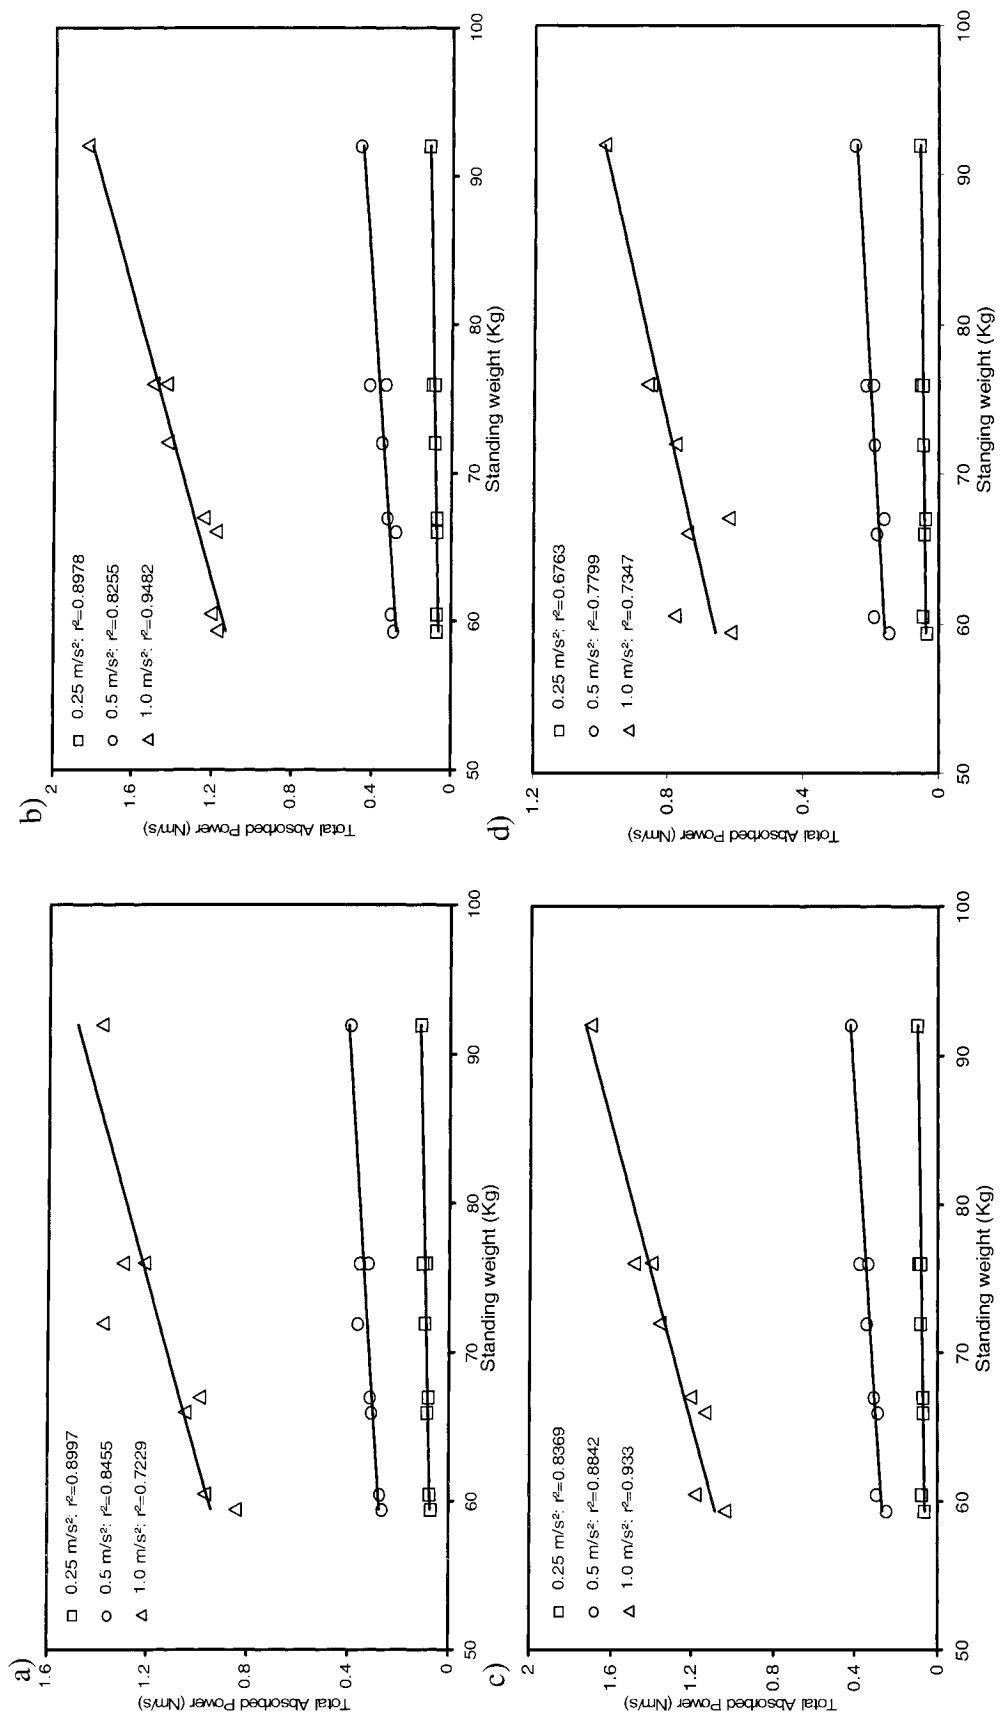 a)
1.6
1.2
0.8
0.4
0
Total Absorbed Power (Nm/s)
0.25 m/s²: r²=0.8997
0.5 m/s²: r²=0.8455
1.0 m/s²: r²=0.7229
50
60
70
80
90
100
Standing weight (Kg)
b)
2
1.6
1.2
0.8
0.4
0
Total Absorbed Power (Nm/s)
0.25 m/s²: r²=0.8978
0.5 m/s²: r²=0.8255
1.0 m/s²: r²=0.9482
50
60
70
80
90
100
Standing weight (Kg)
c)
2
1.6
1.2
0.8
0.4
0
Total Absorbed Power (Nm/s)
0.25 m/s²: r²=0.8369
0.5 m/s²: r²=0.8842
1.0 m/s²: r²=0.933
50
60
70
80
90
100
Standing weight (Kg)
d)
1.2
0.8
0.4
0
Total Absorbed Power (Nm/s)
0.25 m/s²: r²=0.6763
0.5 m/s²: r²=0.7799
1.0 m/s²: r²=0.7347
50
60
70
80
90
100
Stanging weight (Kg)